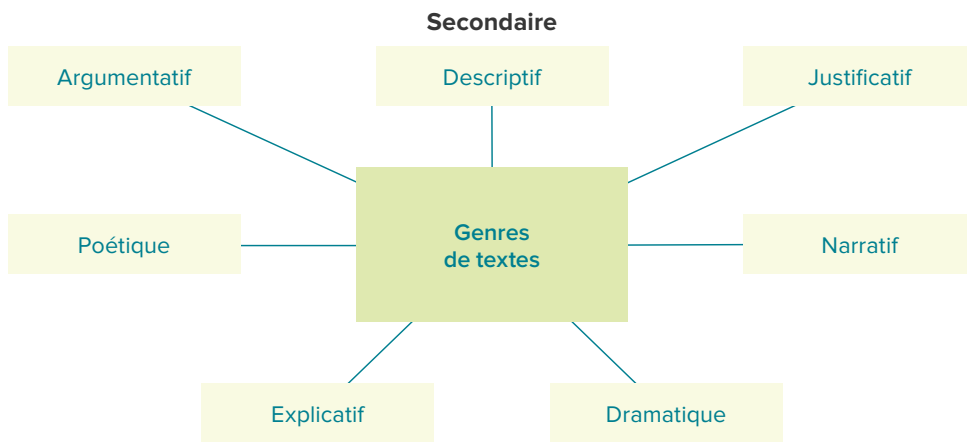 Secondaire
Argumentatif
Descriptif
Justificatif
Poétique
Genres
de textes
Narratif
Explicatif
Dramatique